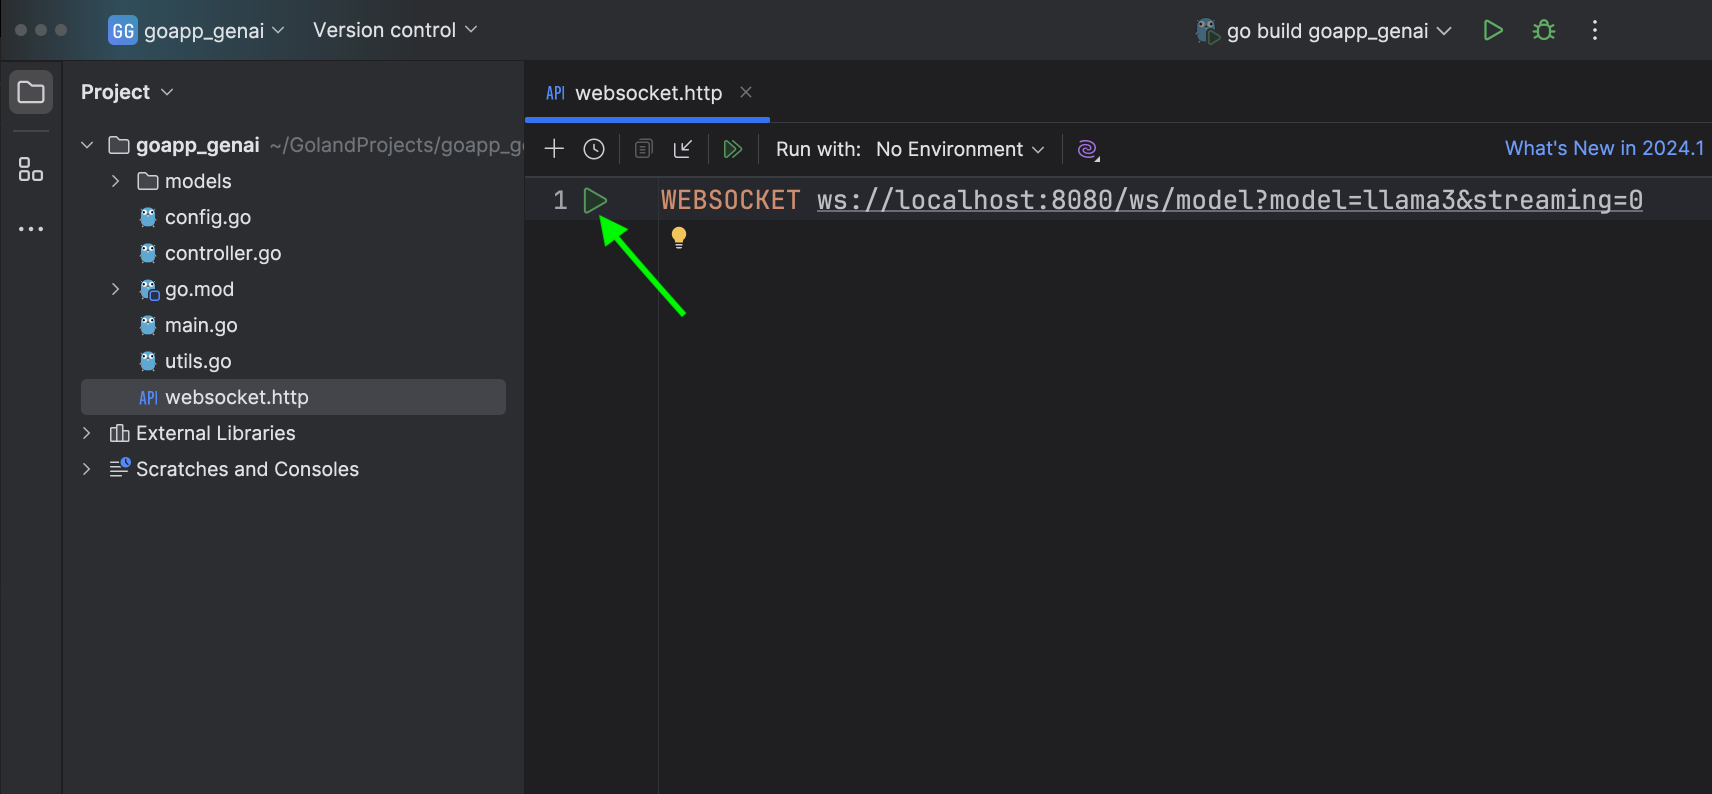 GG goapp_genai Version control go build goapp_genai
Project
API websocket.http
goapp_genai ~/GolandProjects/goapp_g
Run with: No Environment What's New in 2024.1
models
1 WEBSOCKET ws://localhost:8080/ws/model?model=llama3&streaming=0
config.go
controller.go
go.mod
main.go
utils.go
API websocket.http
External Libraries
Scratches and Consoles